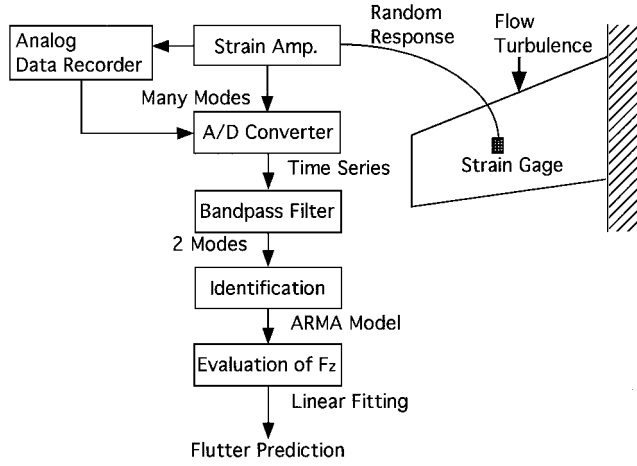 Analog
Data Recorder
Strain Amp.
Random
Response
Flow
Turbulence
Many Modes
A/D Converter
Strain Gage
Time Series
Bandpass Filter
2 Modes
Identification
ARMA Model
Evaluation of Fz
Linear Fitting
Flutter Prediction